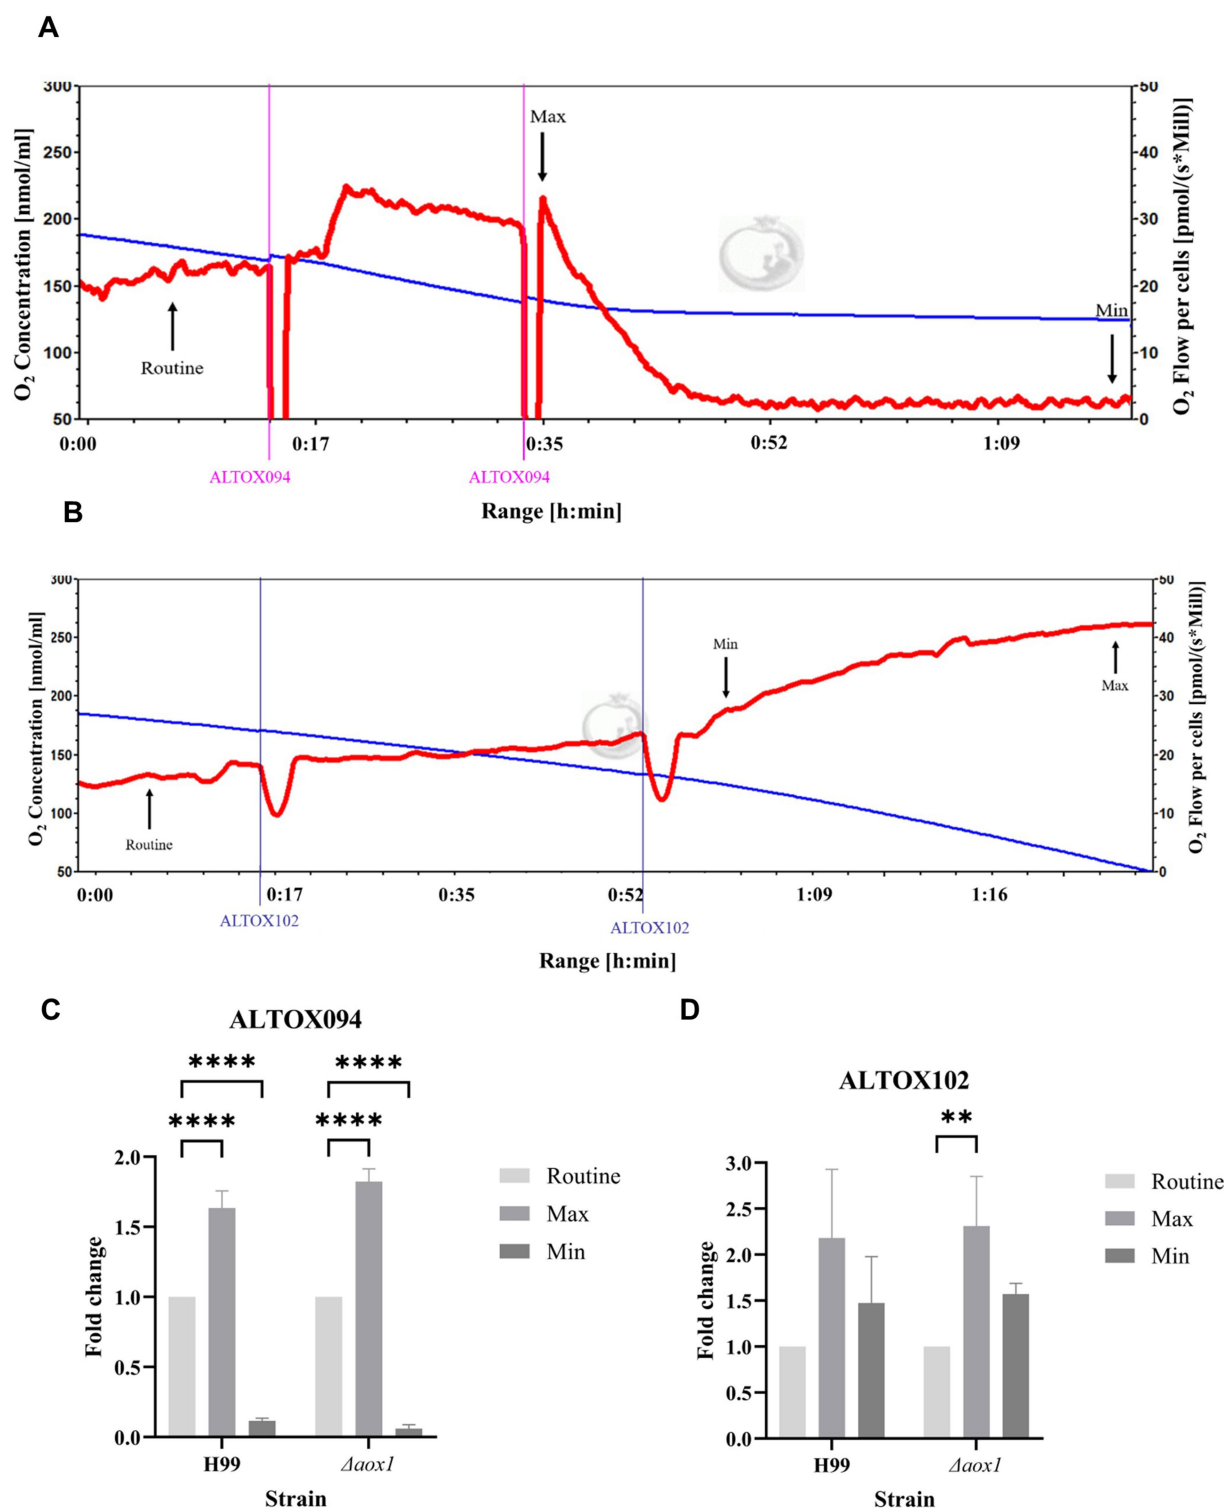 A
O₂ Concentration [nmol/ml]
300
250
200
150
100
50
Routine
Max
Min
50
40
30
20
10
0
O₂ Flow per cells [pmol/(s*Mill)]
0:00 0:17 0:35 0:52 1:09
ALTOX094 ALTOX094
Range [h:min]
B
O₂ Concentration [nmol/ml]
300
250
200
150
100
50
Routine
Min
Max
50
40
30
20
10
0
O₂ Flow per cells [pmol/(s*Mill)]
0:00 0:17 0:35 0:52 1:09 1:16
ALTOX102 ALTOX102
Range [h:min]
C
ALTOX094
**** ****
**** ****
Fold change
2.0
1.5
1.0
0.5
0.0
H99 Δaox1
Strain
Routine
Max
Min
D
ALTOX102
**
Fold change
3.0
2.5
2.0
1.5
1.0
0.5
0.0
H99 Δaox1
Strain
Routine
Max
Min